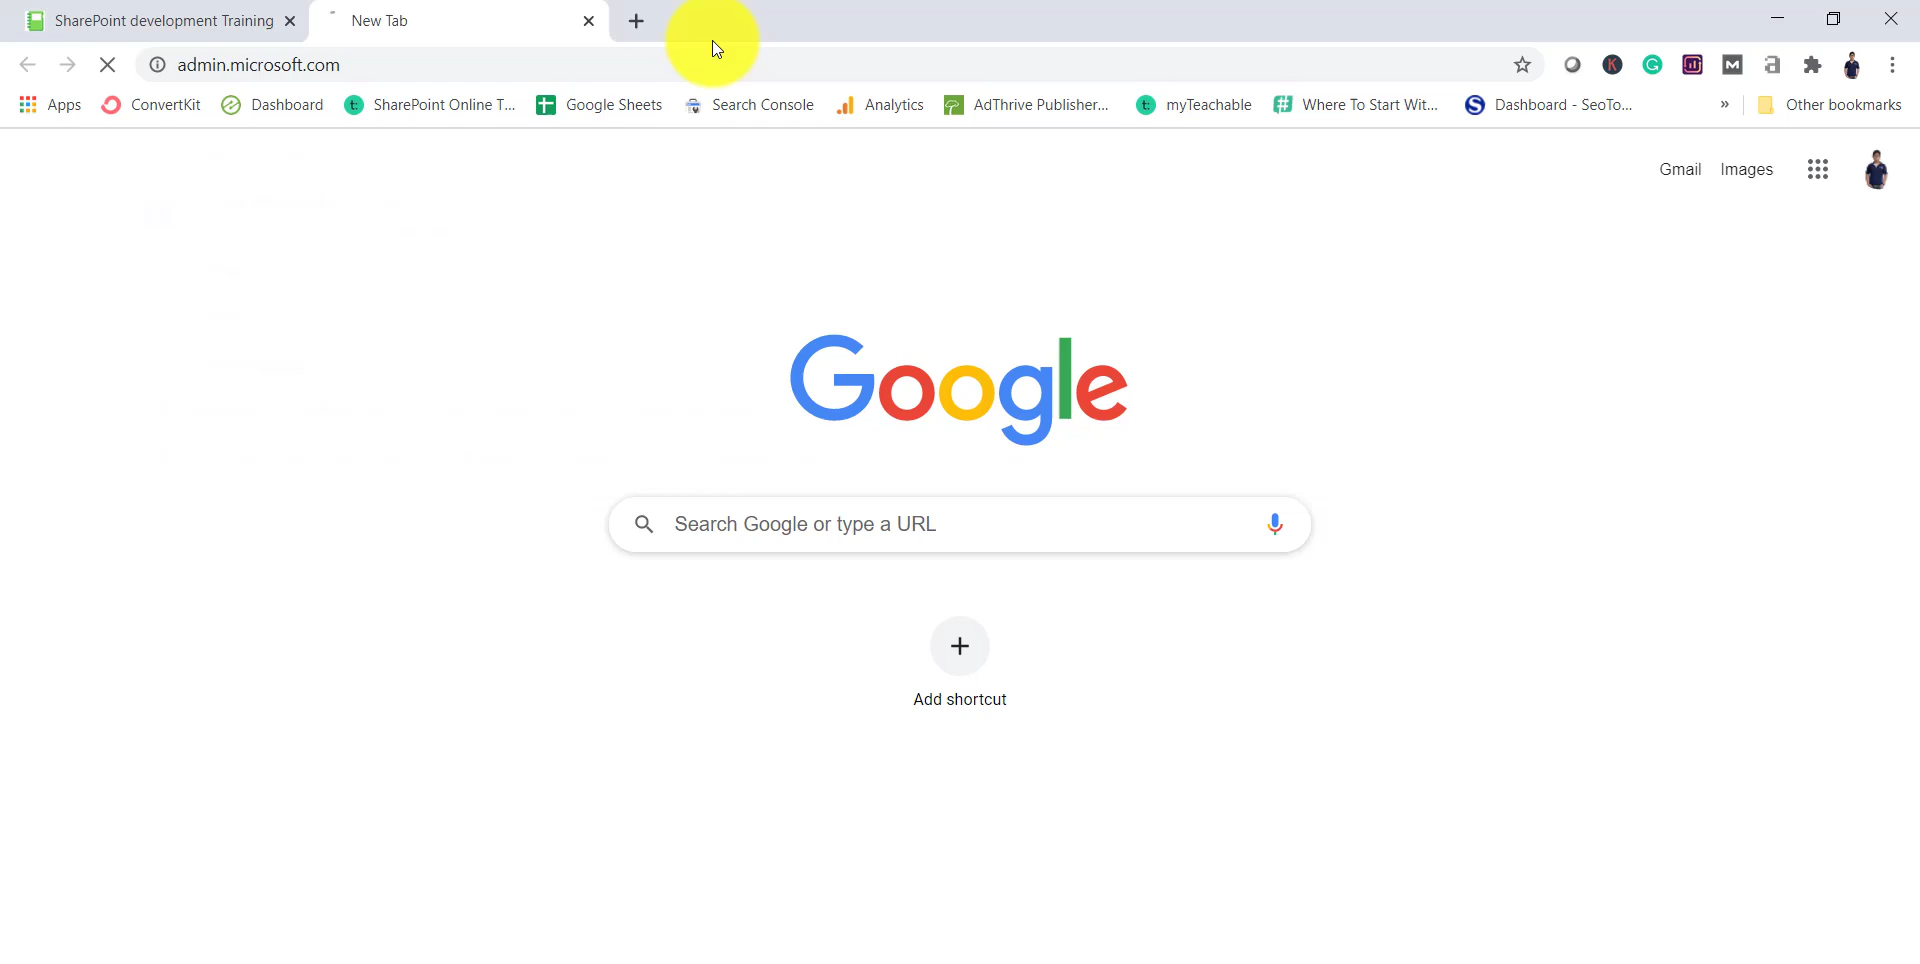 SharePoint development Training
New Tab
admin.microsoft.com
Apps ConvertKit Dashboard SharePoint Online T... Google Sheets Search Console Analytics AdThrive Publisher... myTeachable Where To Start Wit... Dashboard - SeoTo... » Other bookmarks
Gmail Images
Google
Search Google or type a URL
Add shortcut